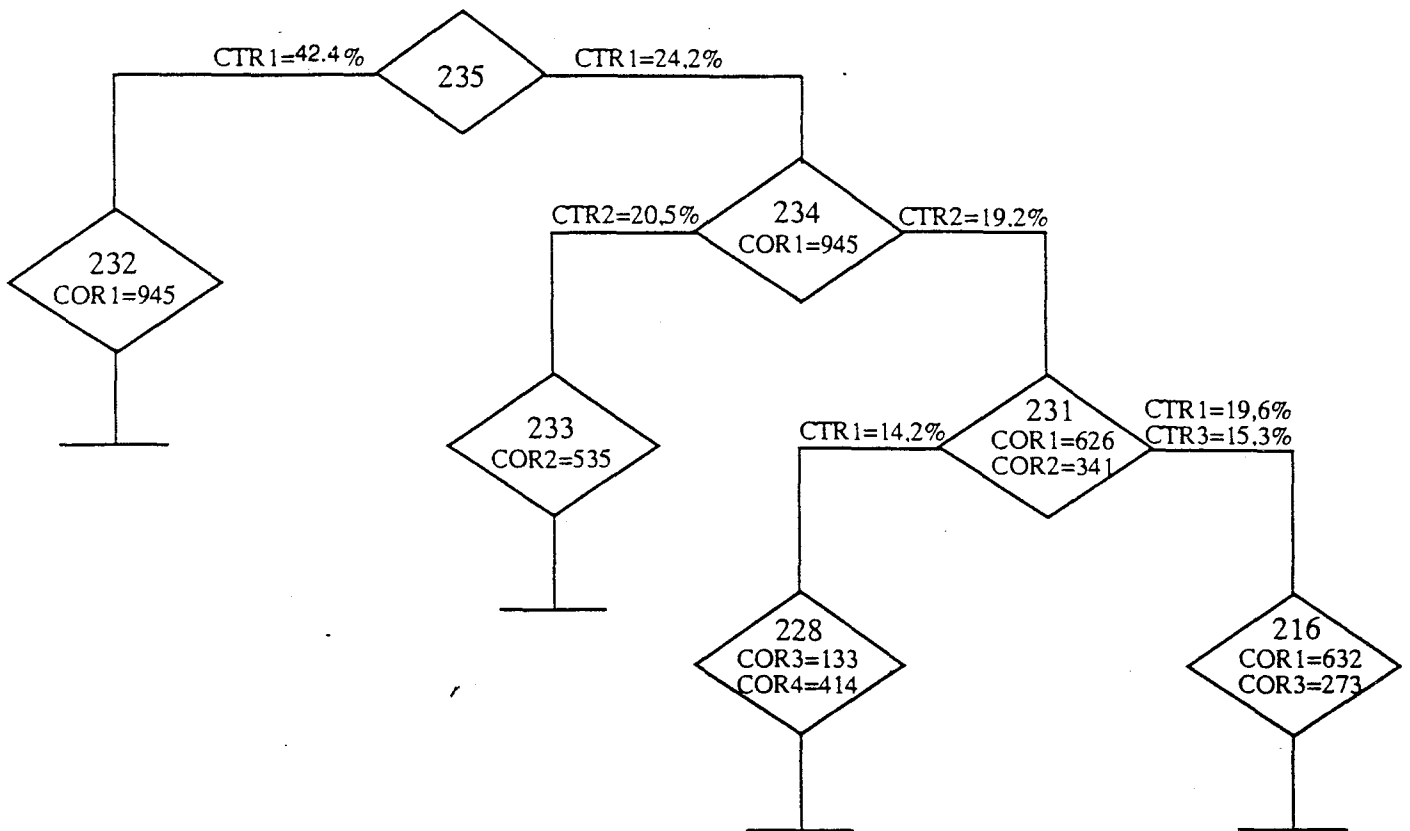 CTR1=42.4%
235
CTR1=24,2%
CTR2=20,5%
234
COR1=945
CTR2=19,2%
232
COR1=945
233
COR2=535
CTR1=14,2%
231
COR1=626
COR2=341
CTR1=19,6%
CTR3=15,3%
228
COR3=133
COR4=414
216
COR1=632
COR3=273